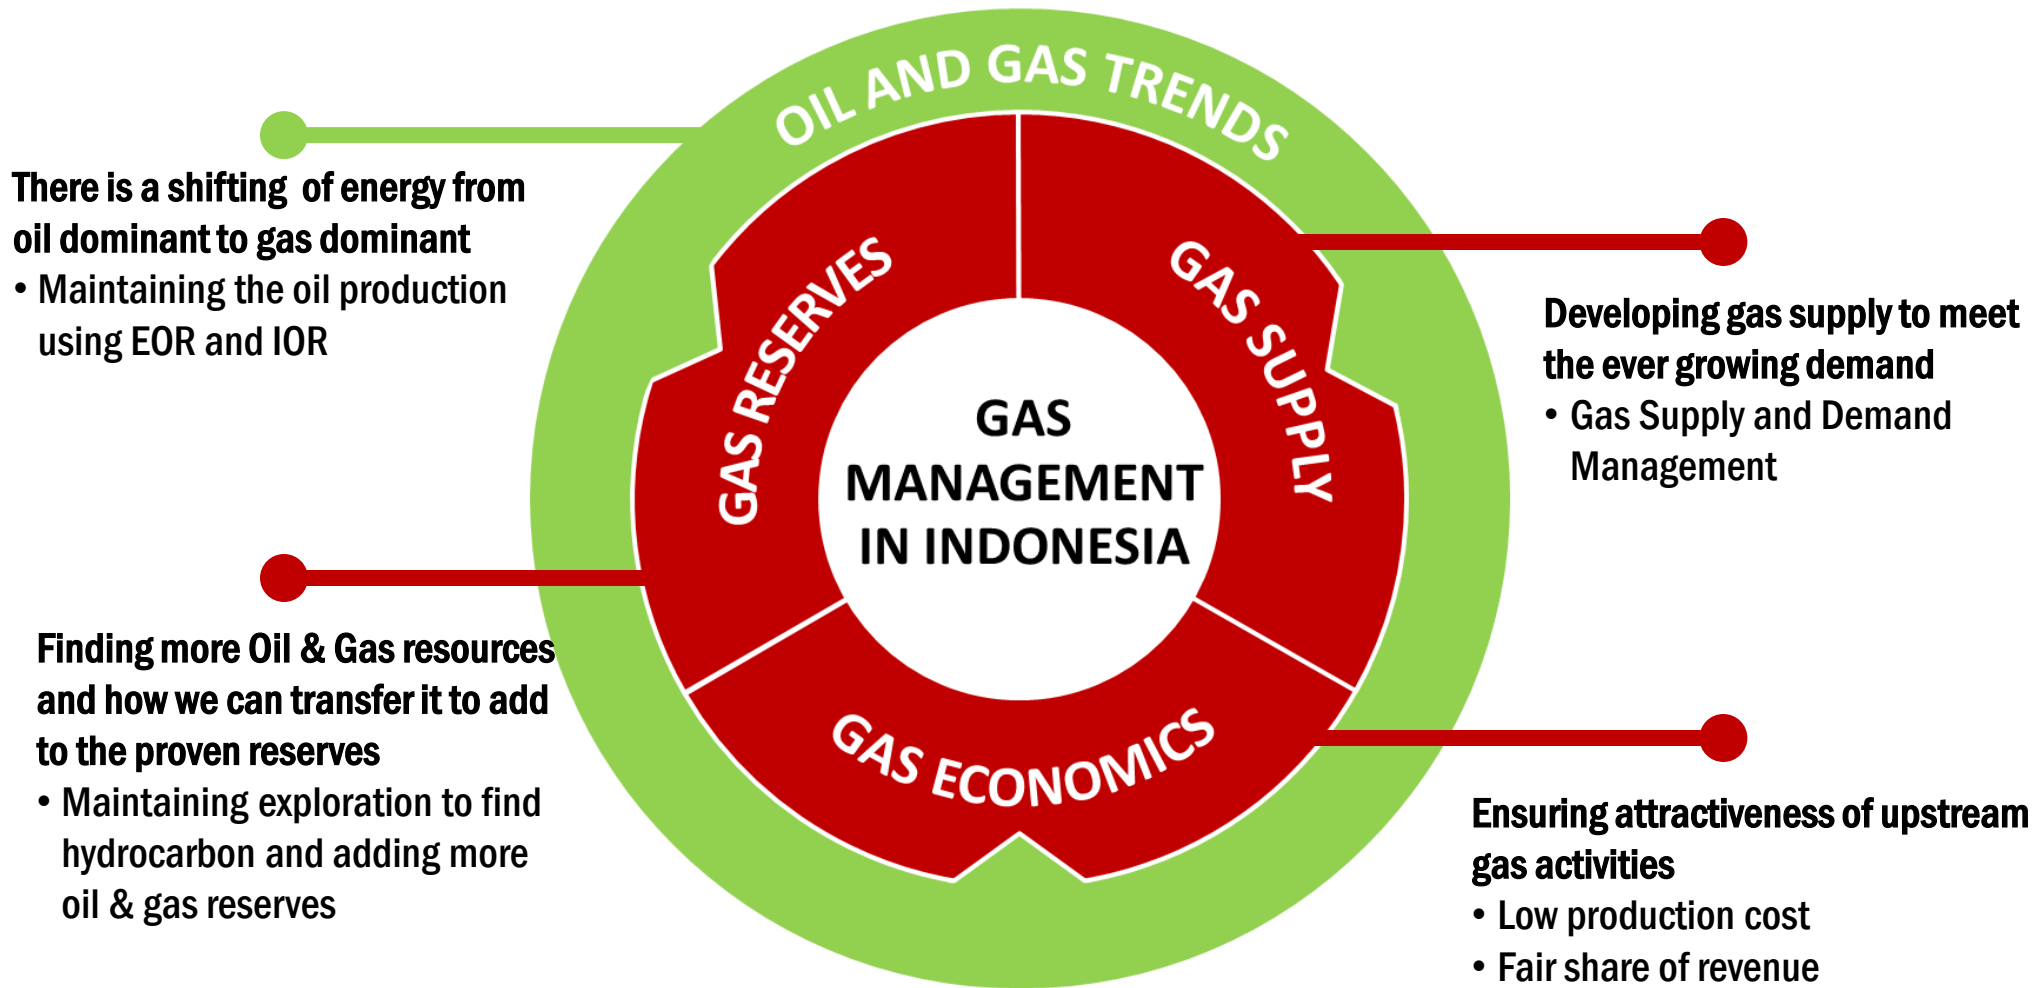 OIL AND GAS TRENDS
There is a shifting of energy from
oil dominant to gas dominant
• Maintaining the oil production
using EOR and IOR
GAS RESERVES
Finding more Oil & Gas resources
and how we can transfer it to add
to the proven reserves
• Maintaining exploration to find
hydrocarbon and adding more
oil & gas reserves
GAS
MANAGEMENT
IN INDONESIA
GAS SUPPLY
Developing gas supply to meet
the ever growing demand
• Gas Supply and Demand
Management
GAS ECONOMICS
Ensuring attractiveness of upstream
gas activities
• Low production cost
• Fair share of revenue